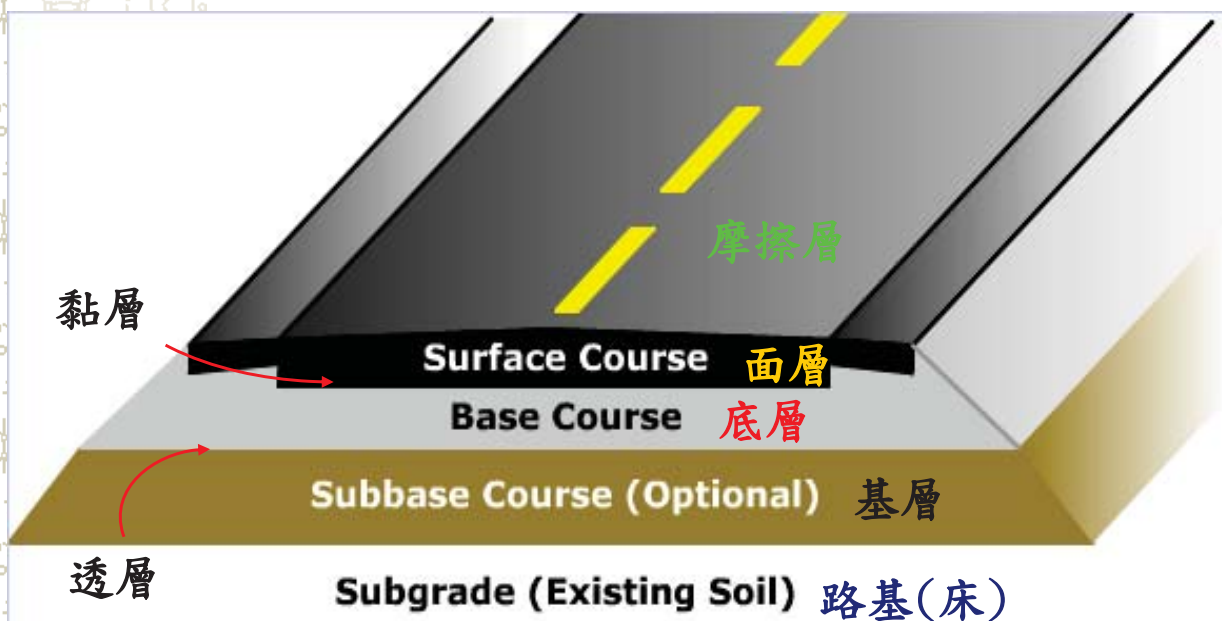 摩擦層
黏層
Surface Course 面層
Base Course 底層
Subbase Course (Optional) 基層
透層
Subgrade (Existing Soil) 路基(床)